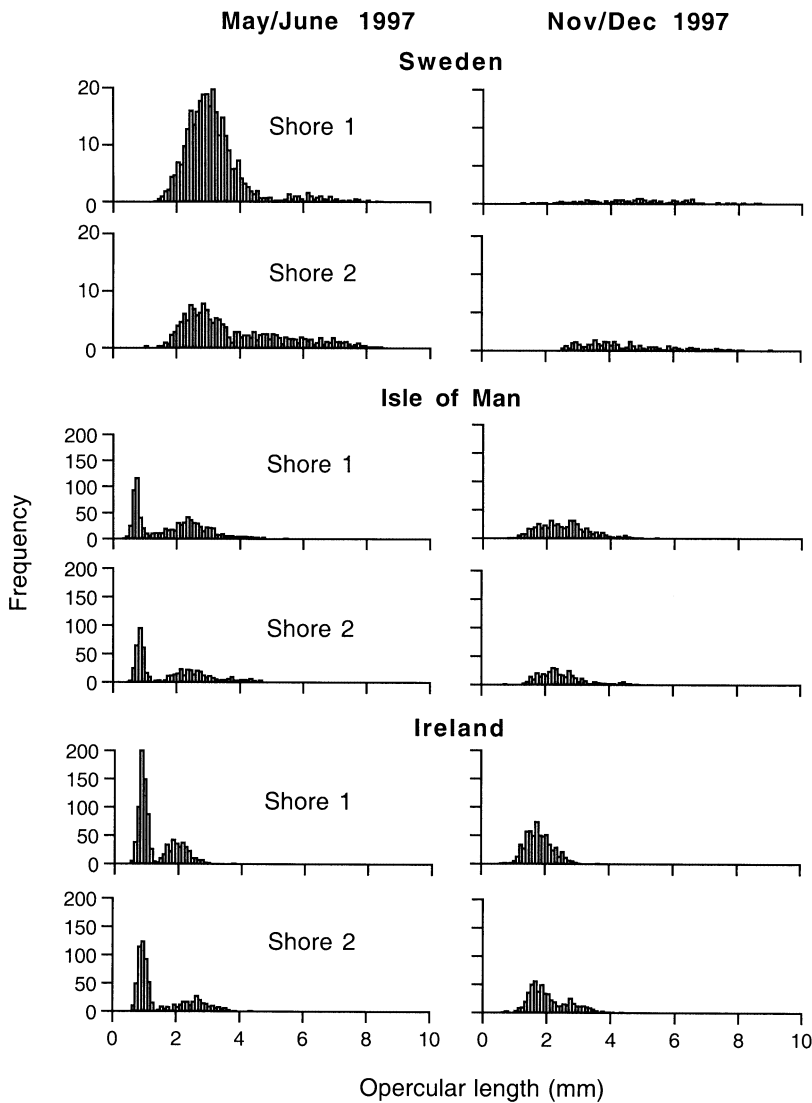 May/June 1997 Nov/Dec 1997
Sweden
20
10
0
Shore 1
20
10
0
Shore 2
Isle of Man
200
150
100
50
0
Shore 1
200
150
100
50
0
Shore 2
Ireland
200
150
100
50
0
Shore 1
200
150
100
50
0
Shore 2
Frequency
0 2 4 6 8 10 0 2 4 6 8 10
Opercular length (mm)